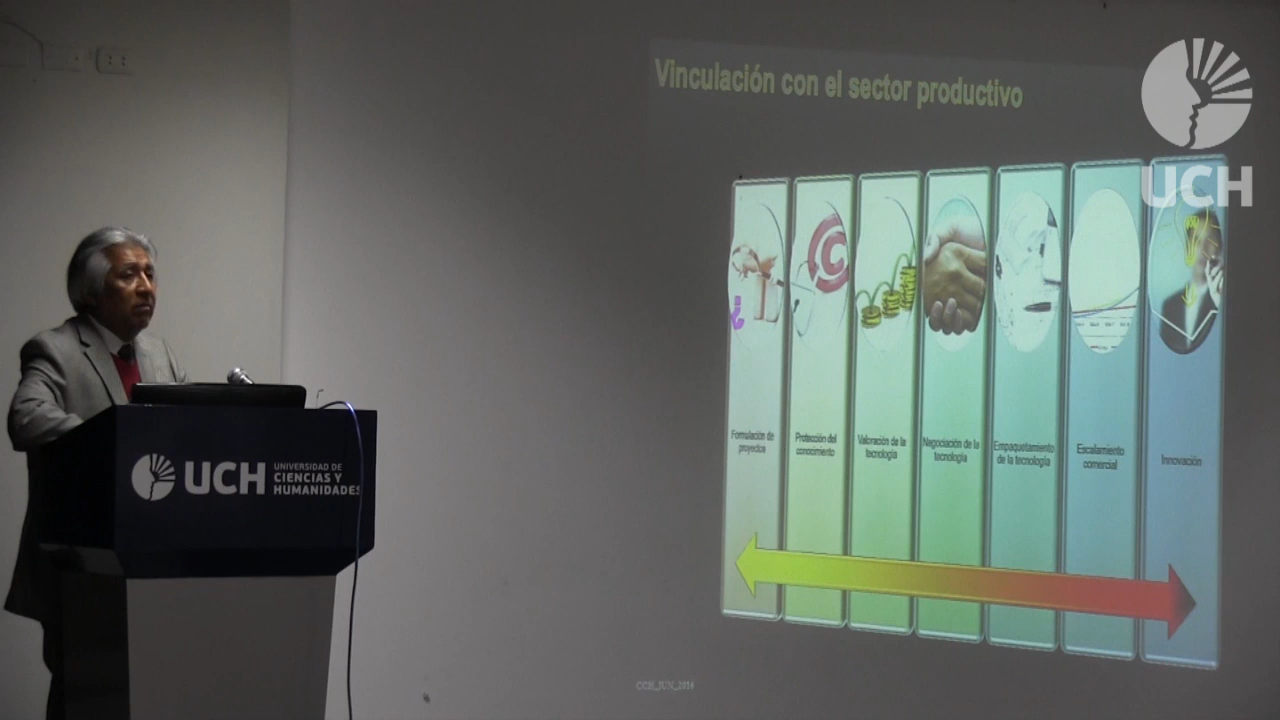 Vinculación con el sector productivo
UCH
Formulación de
proyectos
Protección del
conocimiento
Valoración de la
tecnología
Negociación de la
tecnología
Empaquetamiento
de la tecnología
Escalamiento
comercial
Innovación
UCH
UNIVERSIDAD DE
CIENCIAS Y
HUMANIDADES